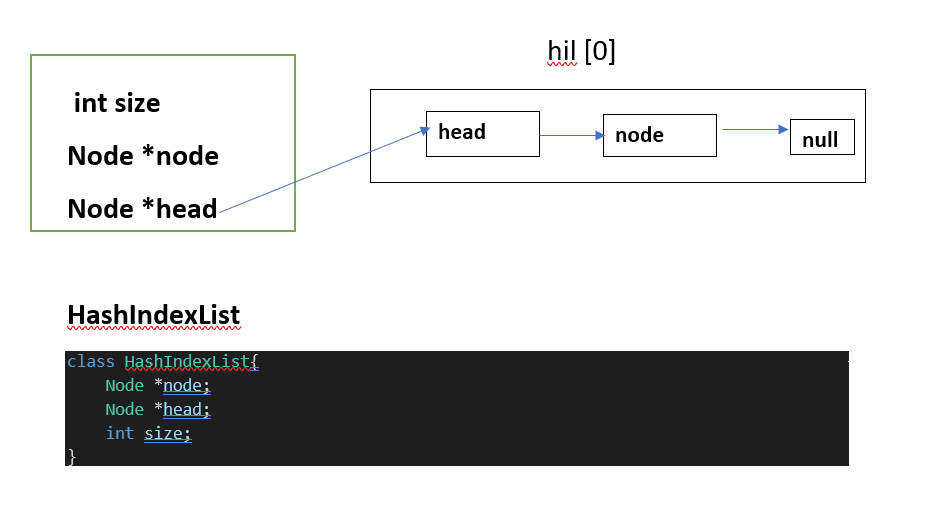 hil [0]
int size
Node *node
Node *head
head
node
null
HashIndexList
class HashIndexList{
Node *node;
Node *head;
int size;
}